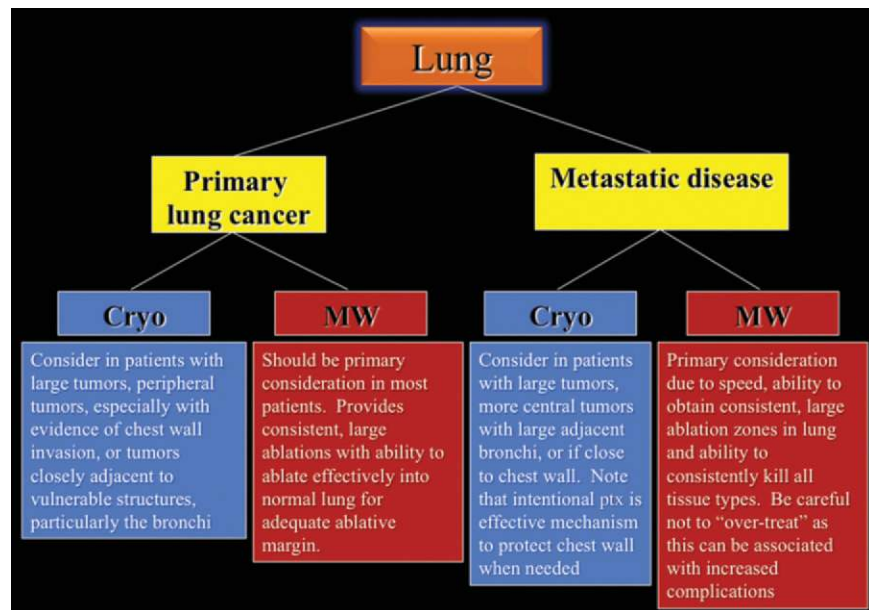 Lung
Primary
lung cancer
Metastatic disease
Cryo
Consider in patients with
large tumors, peripheral
tumors, especially with
evidence of chest wall
invasion, or tumors
closely adjacent to
vulnerable structures,
particularly the bronchi
MW
Should be primary
consideration in most
patients. Provides
consistent, large
ablations with ability to
ablate effectively into
normal lung for
adequate ablative
margin.
Cryo
Consider in patients
with large tumors,
more central tumors
with large adjacent
bronchi, or if close
to chest wall. Note
that intentional ptx is
effective mechanism
to protect chest wall
when needed
MW
Primary consideration
due to speed, ability to
obtain consistent, large
ablation zones in lung
and ability to
consistently kill all
tissue types. Be careful
not to “over-treat” as
this can be associated
with increased
complications